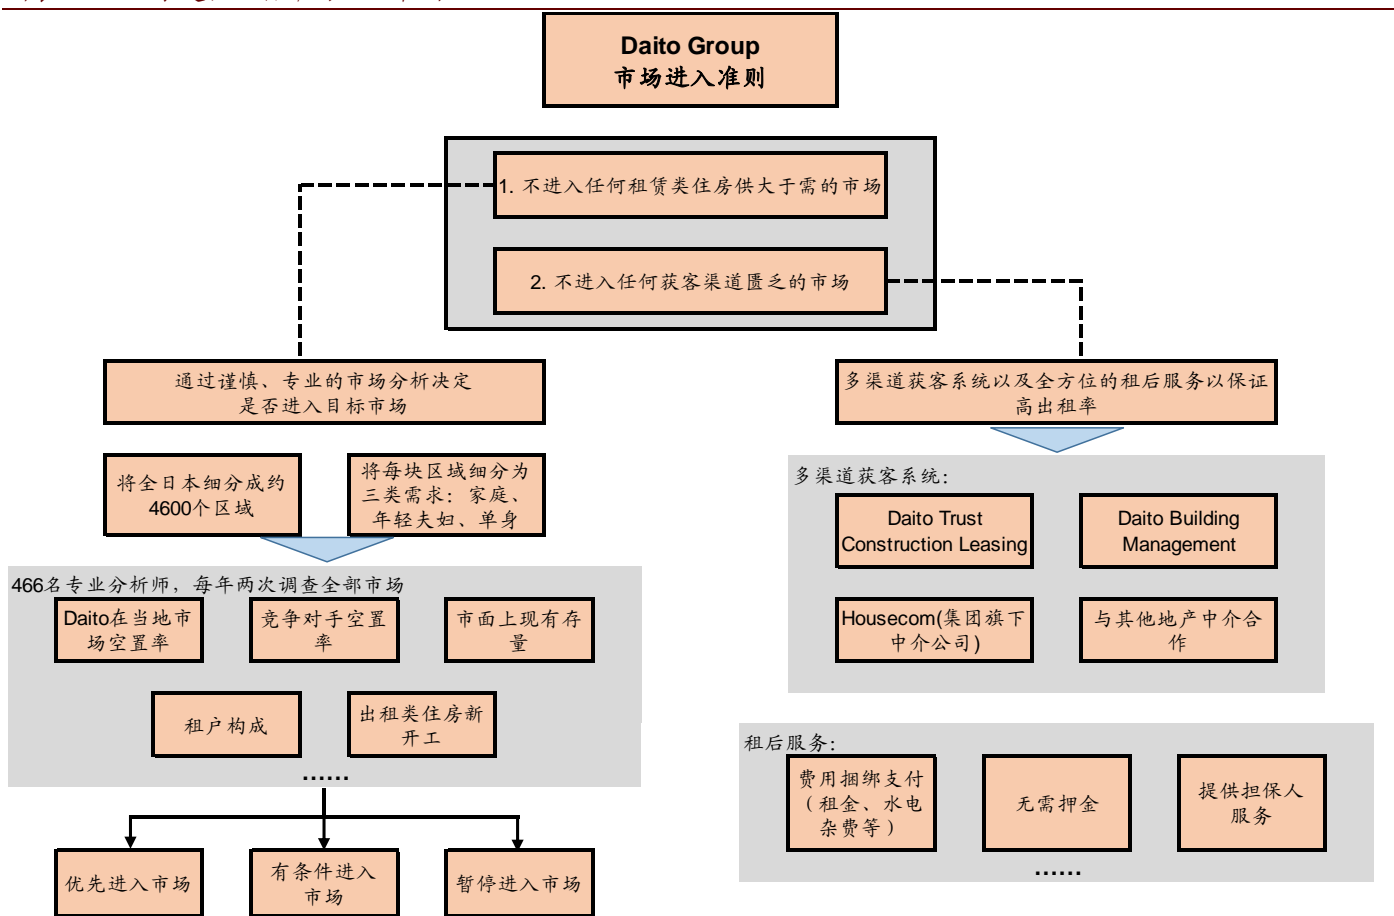 Daito Group
市场进入准则
1. 不进入任何租赁类住房供大于需的市场
2. 不进入任何获客渠道匮乏的市场
通过谨慎、专业的市场分析决定
是否进入目标市场
将全日本细分成约
4600个区域
将每块区域细分为
三类需求：家庭、
年轻夫妇、单身
466名专业分析师，每年两次调查全部市场
Daito在当地市
场空置率
竞争对手空置
率
市面上现有存
量
租户构成
出租类住房新
开工
......
优先进入市场
有条件进入
市场
暂停进入市场
多渠道获客系统以及全方位的租后服务以保证
高出租率
多渠道获客系统：
Daito Trust
Construction Leasing
Daito Building
Management
Housecom(集团旗下
中介公司)
与其他地产中介合
作
租后服务：
费用捆绑支付
（租金、水电
杂费等）
无需押金
提供担保人
服务
......